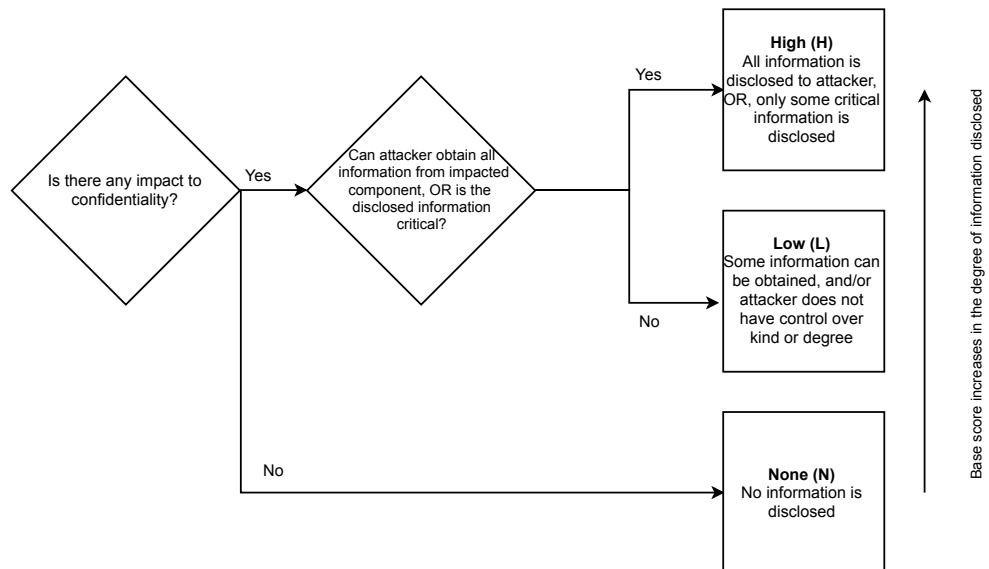 Is there any impact to
confidentiality?
Yes
No
Can attacker obtain all
information from impacted
component, OR is the
disclosed information
critical?
Yes
No
High (H)
All information is
disclosed to attacker,
OR, only some critical
information is
disclosed
Low (L)
Some information can
be obtained, and/or
attacker does not
have control over
kind or degree
None (N)
No information is
disclosed
Base score increases in the degree of information disclosed